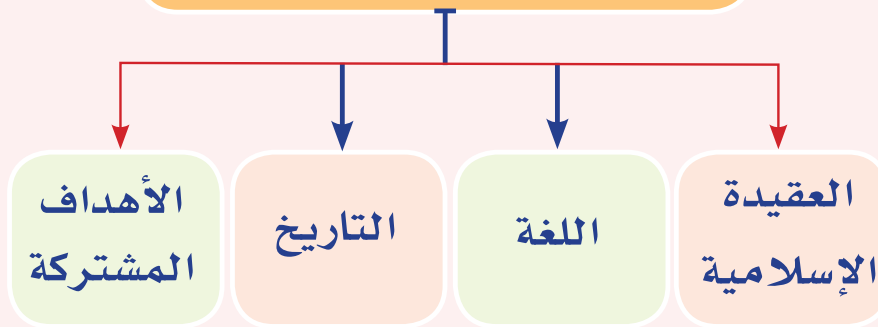 العقيدة
الإسلامية
اللغة
التاريخ
الأهداف
المشتركة